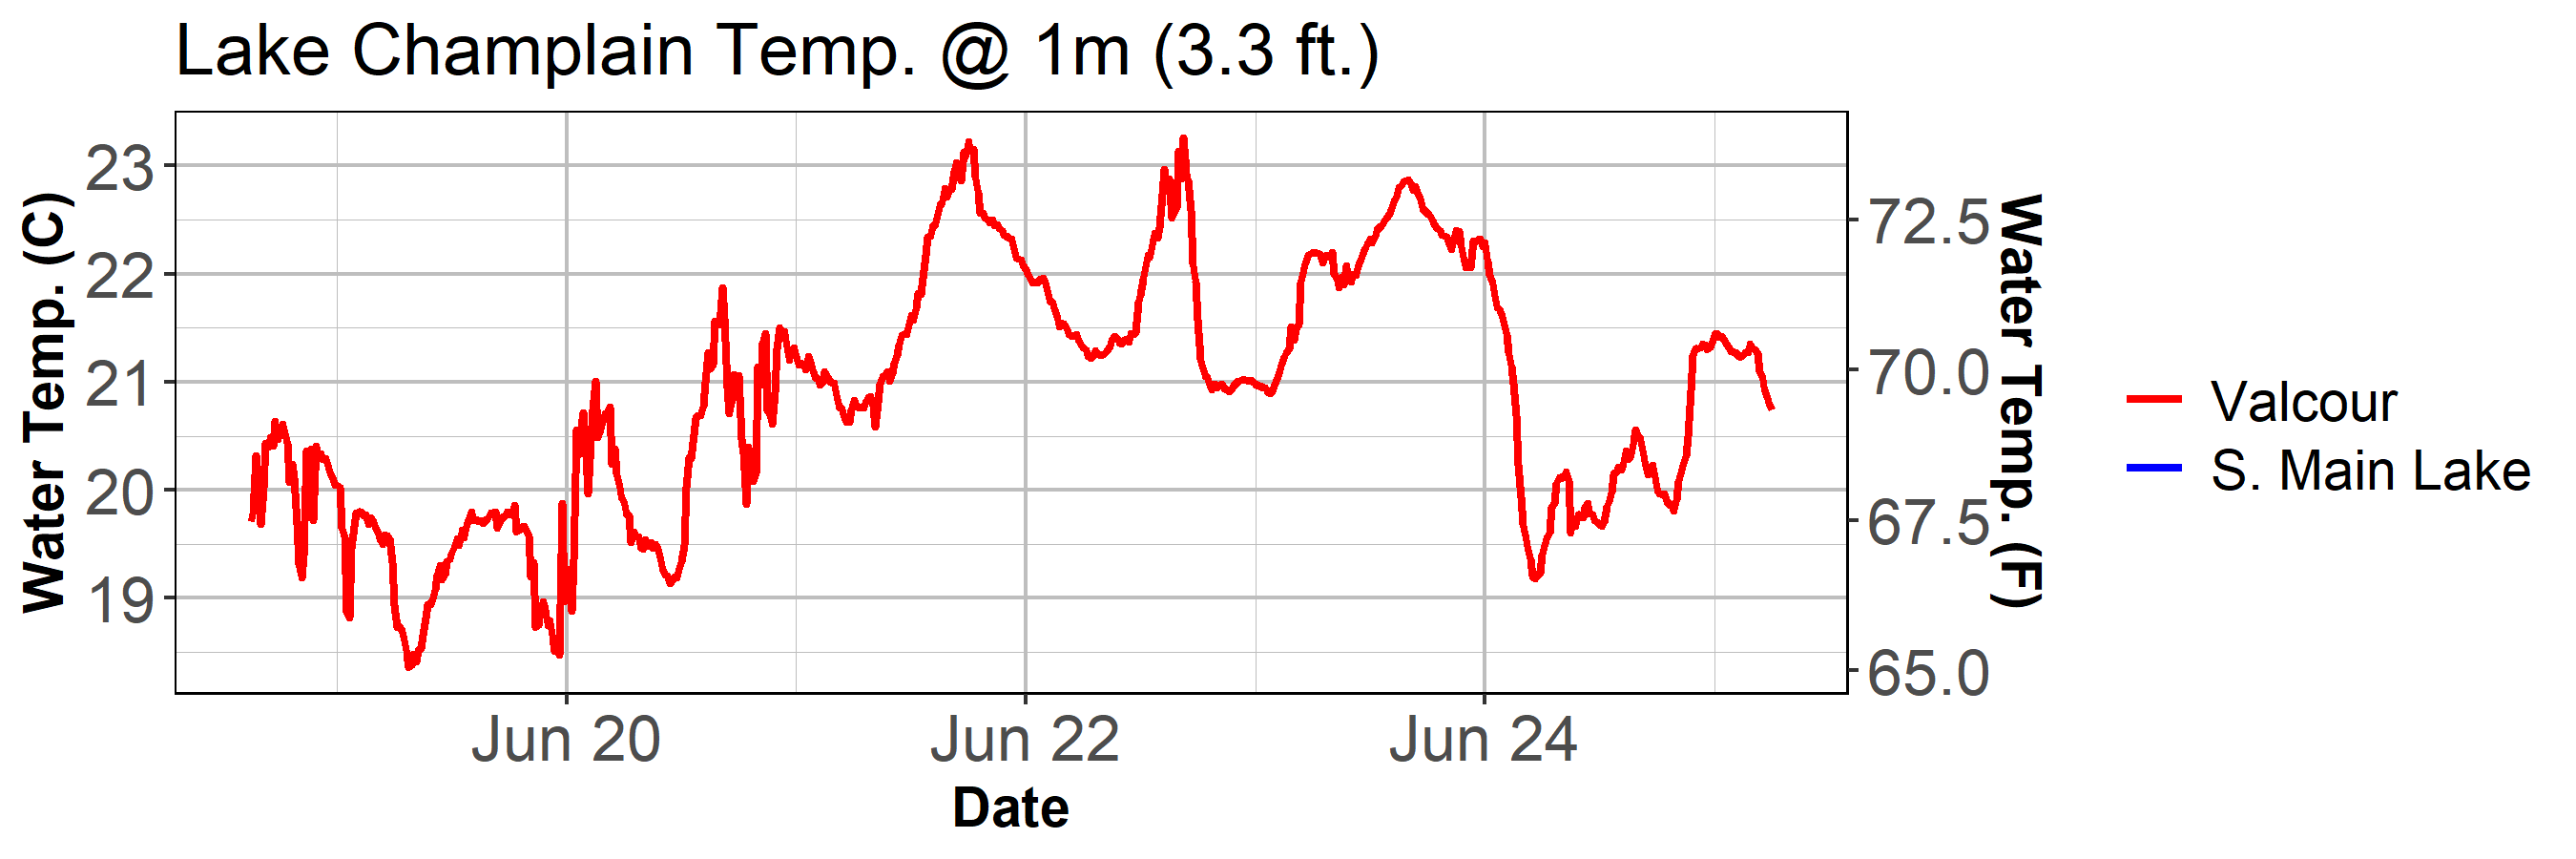 Lake Champlain Temp. @ 1m (3.3 ft.)
Water Temp. (C)
23
22
21
20
19
72.5
70.0
67.5
65.0
Water Temp. (F)
Jun 20
Jun 22
Jun 24
Date
Valcour
S. Main Lake